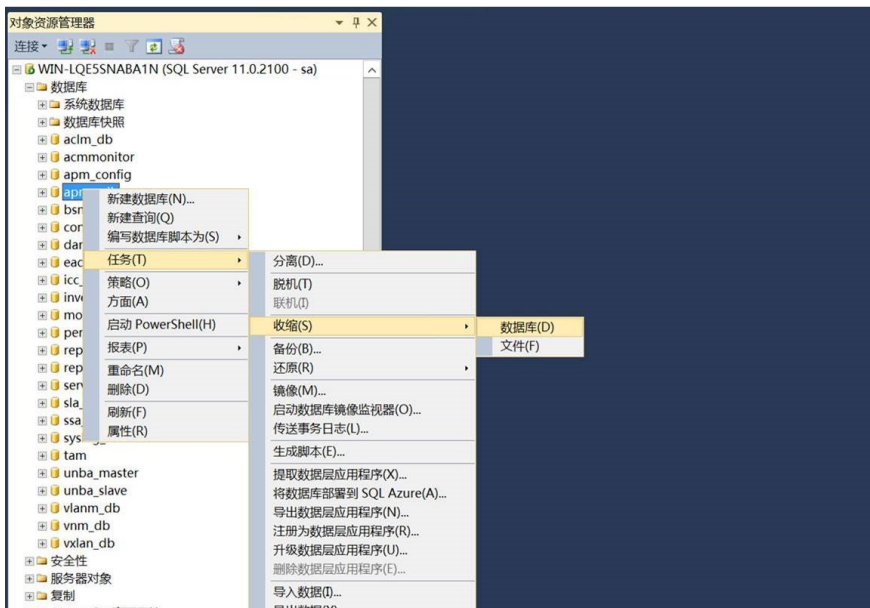 对象资源管理器
连接
WIN-LQE5SNABA1N (SQL Server 11.0.2100 - sa)
数据库
系统数据库
数据库快照
aclm_db
acmmonitor
apm_config
新建数据库(N)...
新建查询(Q)
编写数据库脚本为(S)
任务(T)
策略(O)
方面(A)
启动 PowerShell(H)
报表(P)
重命名(M)
删除(D)
刷新(F)
属性(R)
分离(D)...
脱机(T)
联机(I)
收缩(S)
备份(B)...
还原(R)
镜像(M)...
启动数据库镜像监视器(O)...
传送事务日志(L)...
生成脚本(E)...
提取数据层应用程序(X)...
将数据库部署到 SQL Azure(A)...
导出数据层应用程序(N)...
注册为数据层应用程序(R)...
升级数据层应用程序(U)...
删除数据层应用程序(E)...
导入数据(I)...
数据库(D)
文件(F)
tam
unba_master
unba_slave
vlanm_db
vnm_db
vxlan_db
安全性
服务器对象
复制